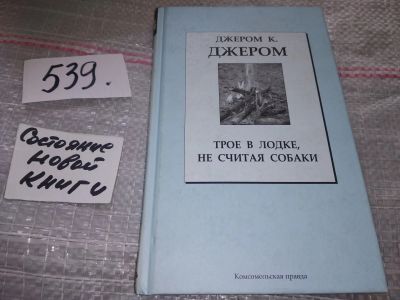 539.
Состояние
новой
книги
ДЖЕРОМ К.
ДЖЕРОМ
ТРОЕ В ЛОДКЕ,
НЕ СЧИТАЯ СОБАКИ
Комсомольская правда